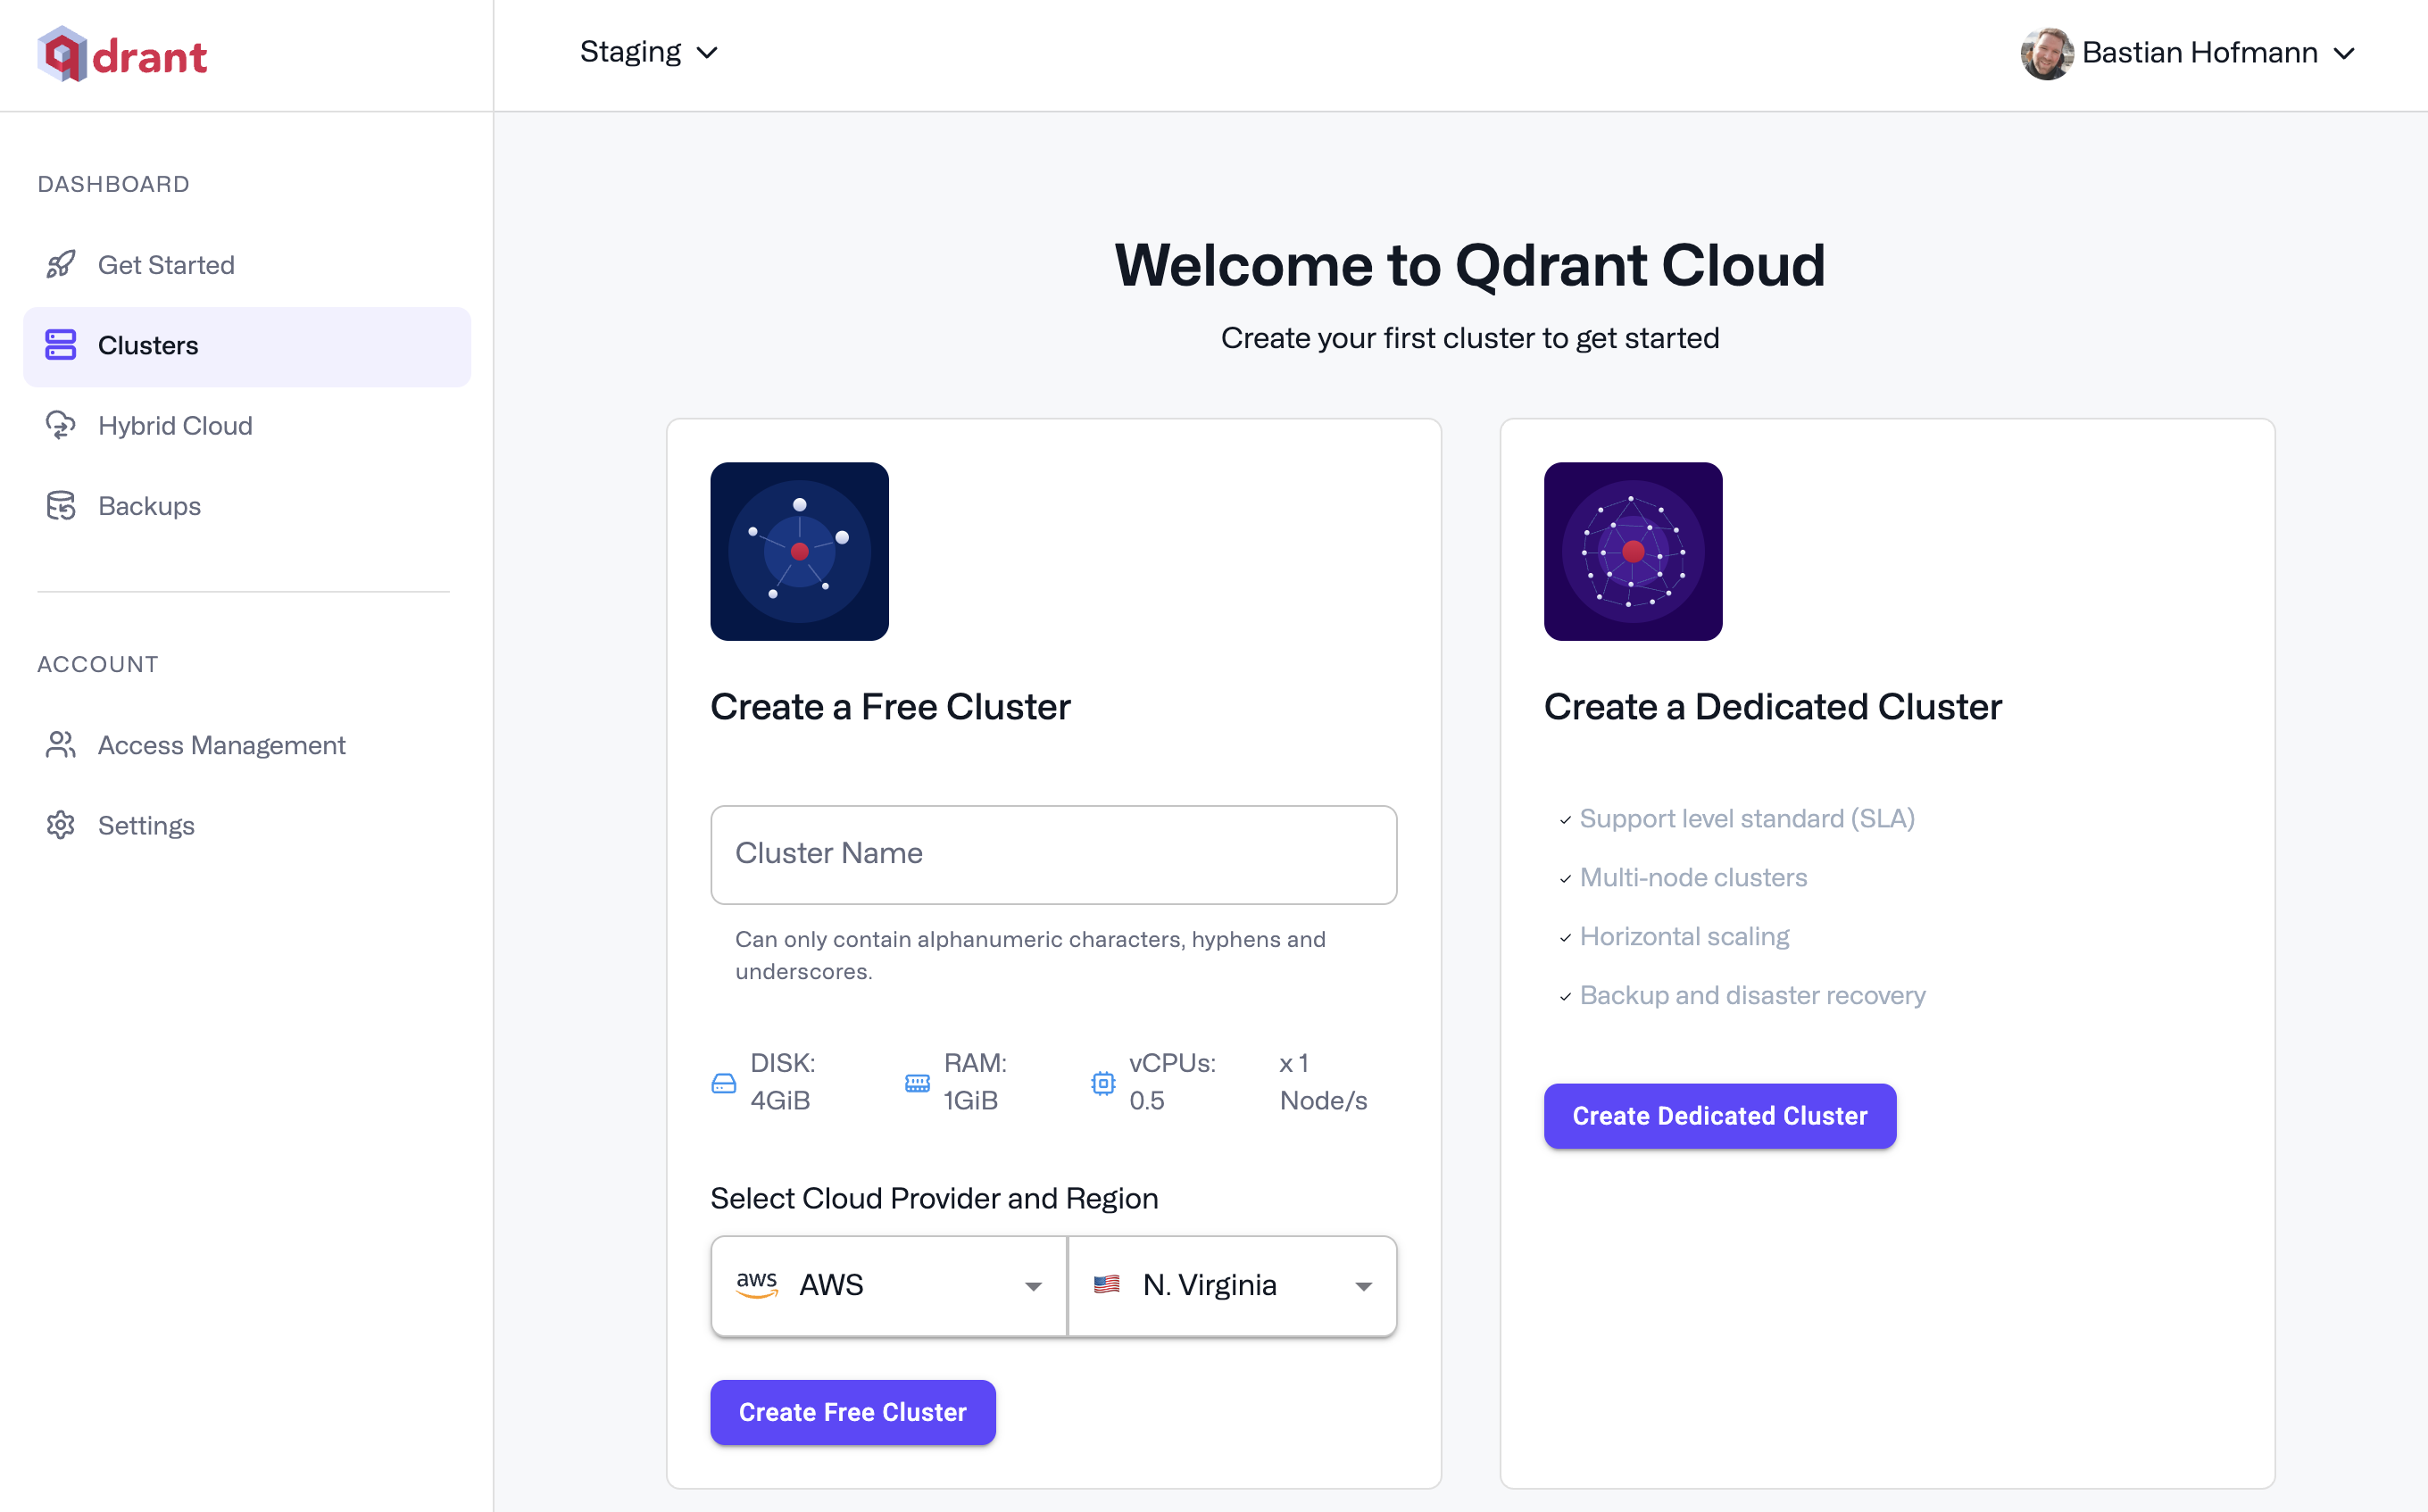 qdrant
Staging
Bastian Hofmann
DASHBOARD
Get Started
Clusters
Hybrid Cloud
Backups
ACCOUNT
Access Management
Settings
Welcome to Qdrant Cloud
Create your first cluster to get started
Create a Free Cluster
Cluster Name
Can only contain alphanumeric characters, hyphens and
underscores.
DISK:
4GiB
RAM:
1GiB
vCPUs:
0.5
x 1
Node/s
Select Cloud Provider and Region
aws AWS
N. Virginia
Create Free Cluster
Create a Dedicated Cluster
Support level standard (SLA)
Multi-node clusters
Horizontal scaling
Backup and disaster recovery
Create Dedicated Cluster